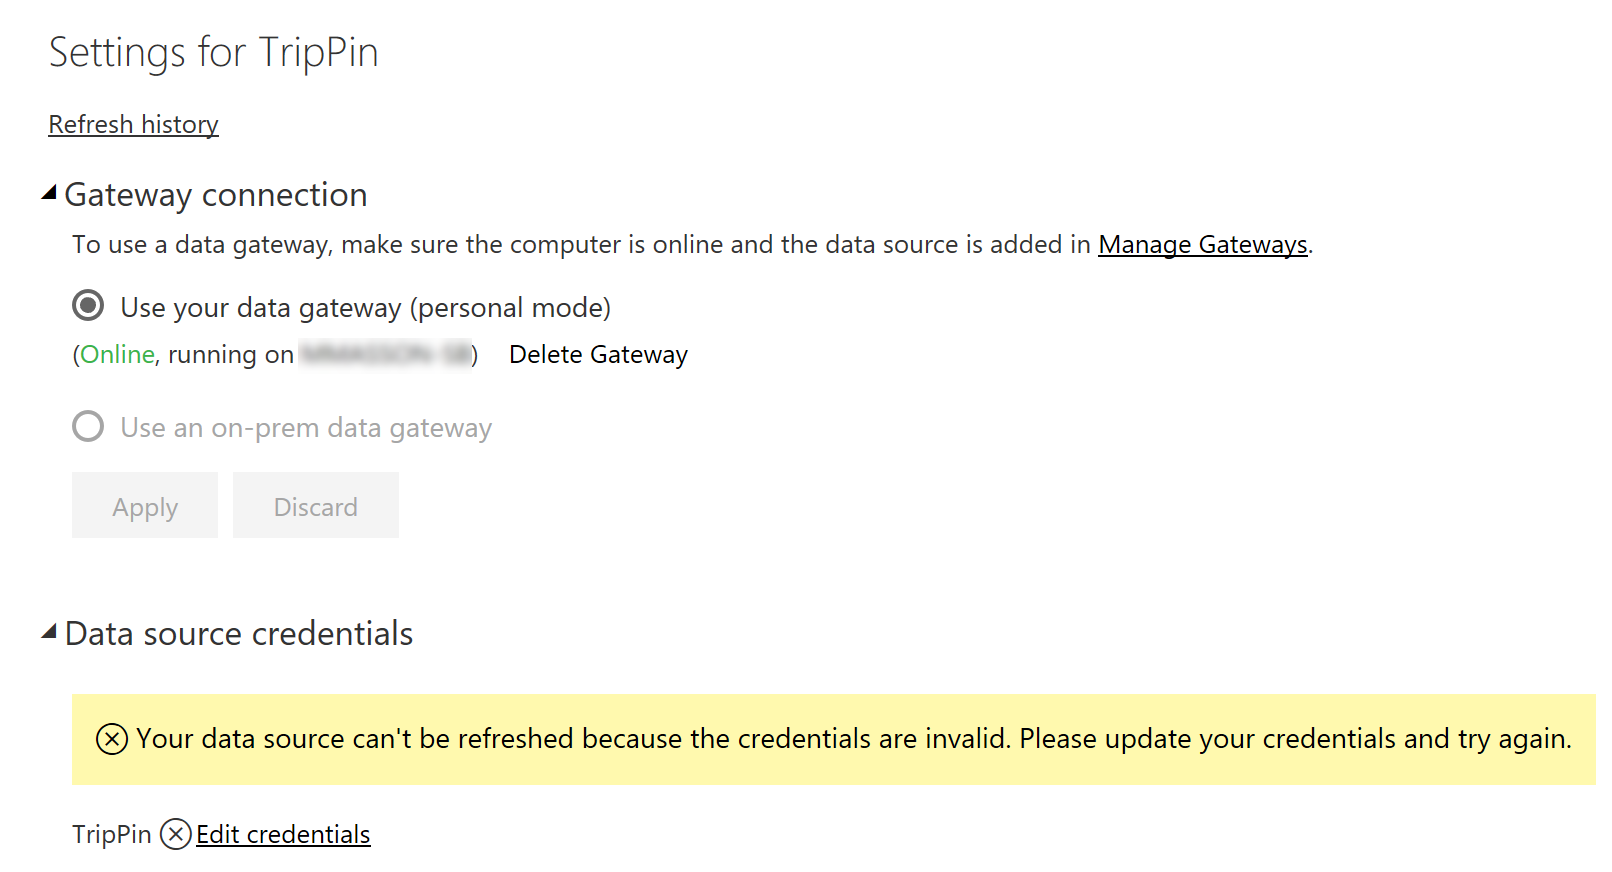 Settings for TripPin
Refresh history
Gateway connection
To use a data gateway, make sure the computer is online and the data source is added in Manage Gateways.
Use your data gateway (personal mode)
(Online, running on ) Delete Gateway
Use an on-prem data gateway
Apply Discard
Data source credentials
Your data source can't be refreshed because the credentials are invalid. Please update your credentials and try again.
TripPin Edit credentials